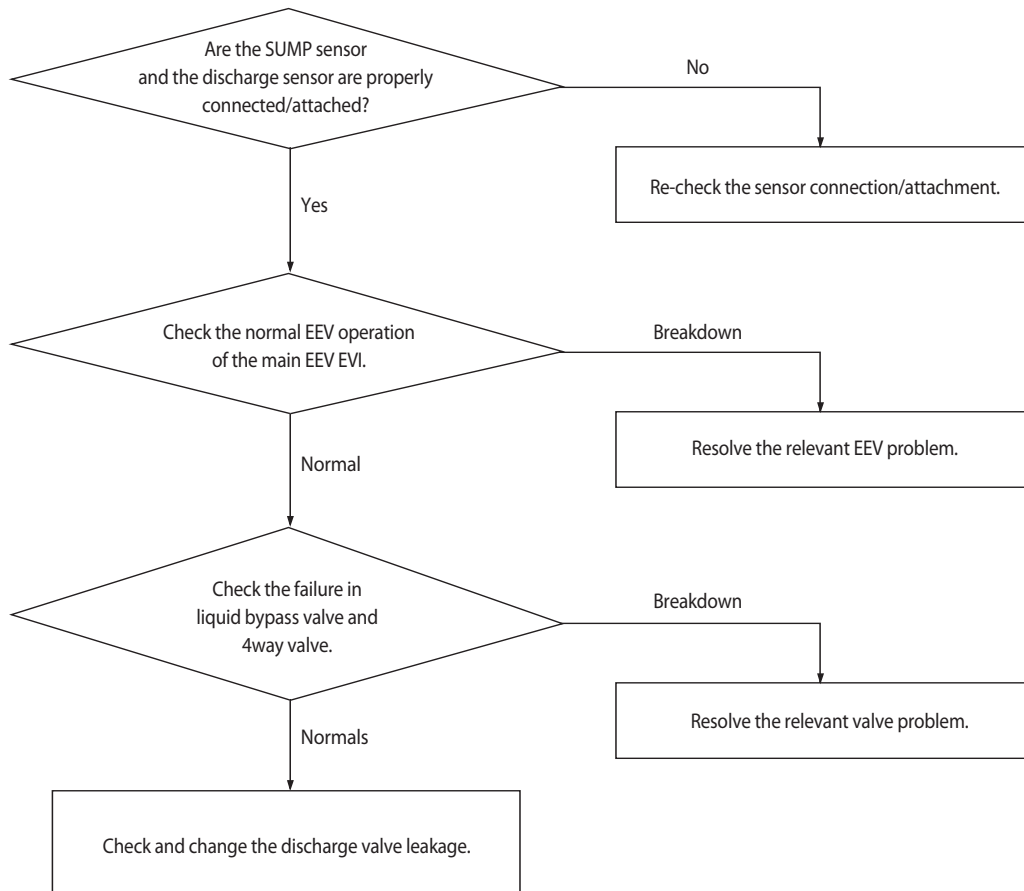 Are the SUMP sensor
and the discharge sensor are properly
connected/attached?
No
Re-check the sensor connection/attachment.
Yes
Check the normal EEV operation
of the main EEV EVI.
Breakdown
Resolve the relevant EEV problem.
Normal
Check the failure in
liquid bypass valve and
4way valve.
Breakdown
Resolve the relevant valve problem.
Normals
Check and change the discharge valve leakage.